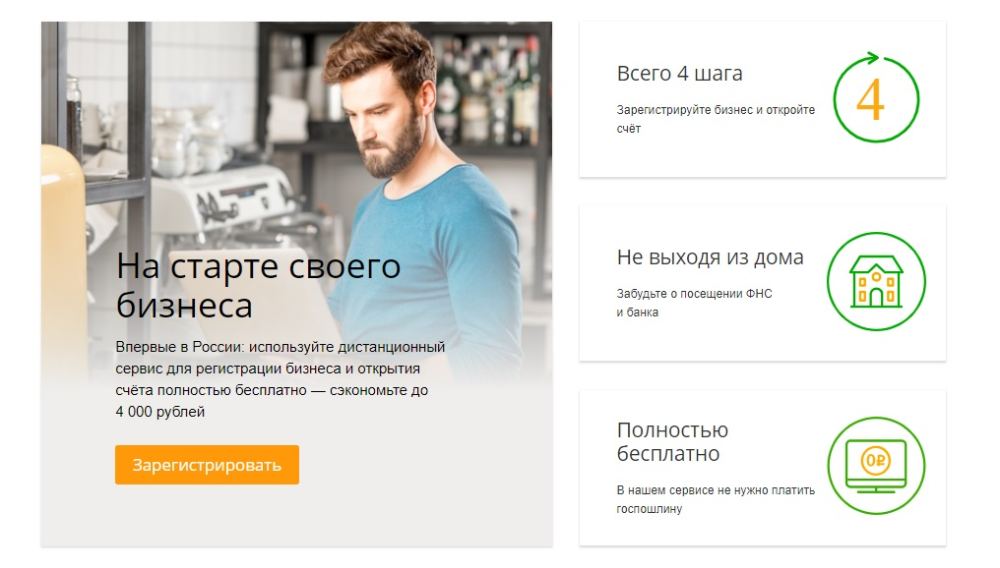 На старте своего
бизнеса
Впервые в России: используйте дистанционный
сервис для регистрации бизнеса и открытия
счёта полностью бесплатно — сэкономьте до
4 000 рублей
Зарегистрировать
Всего 4 шага
Зарегистрируйте бизнес и откройте
счёт
4
Не выходя из дома
Забудьте о посещении ФНС
и банка
Полностью
бесплатно
В нашем сервисе не нужно платить
госпошлину
0₽